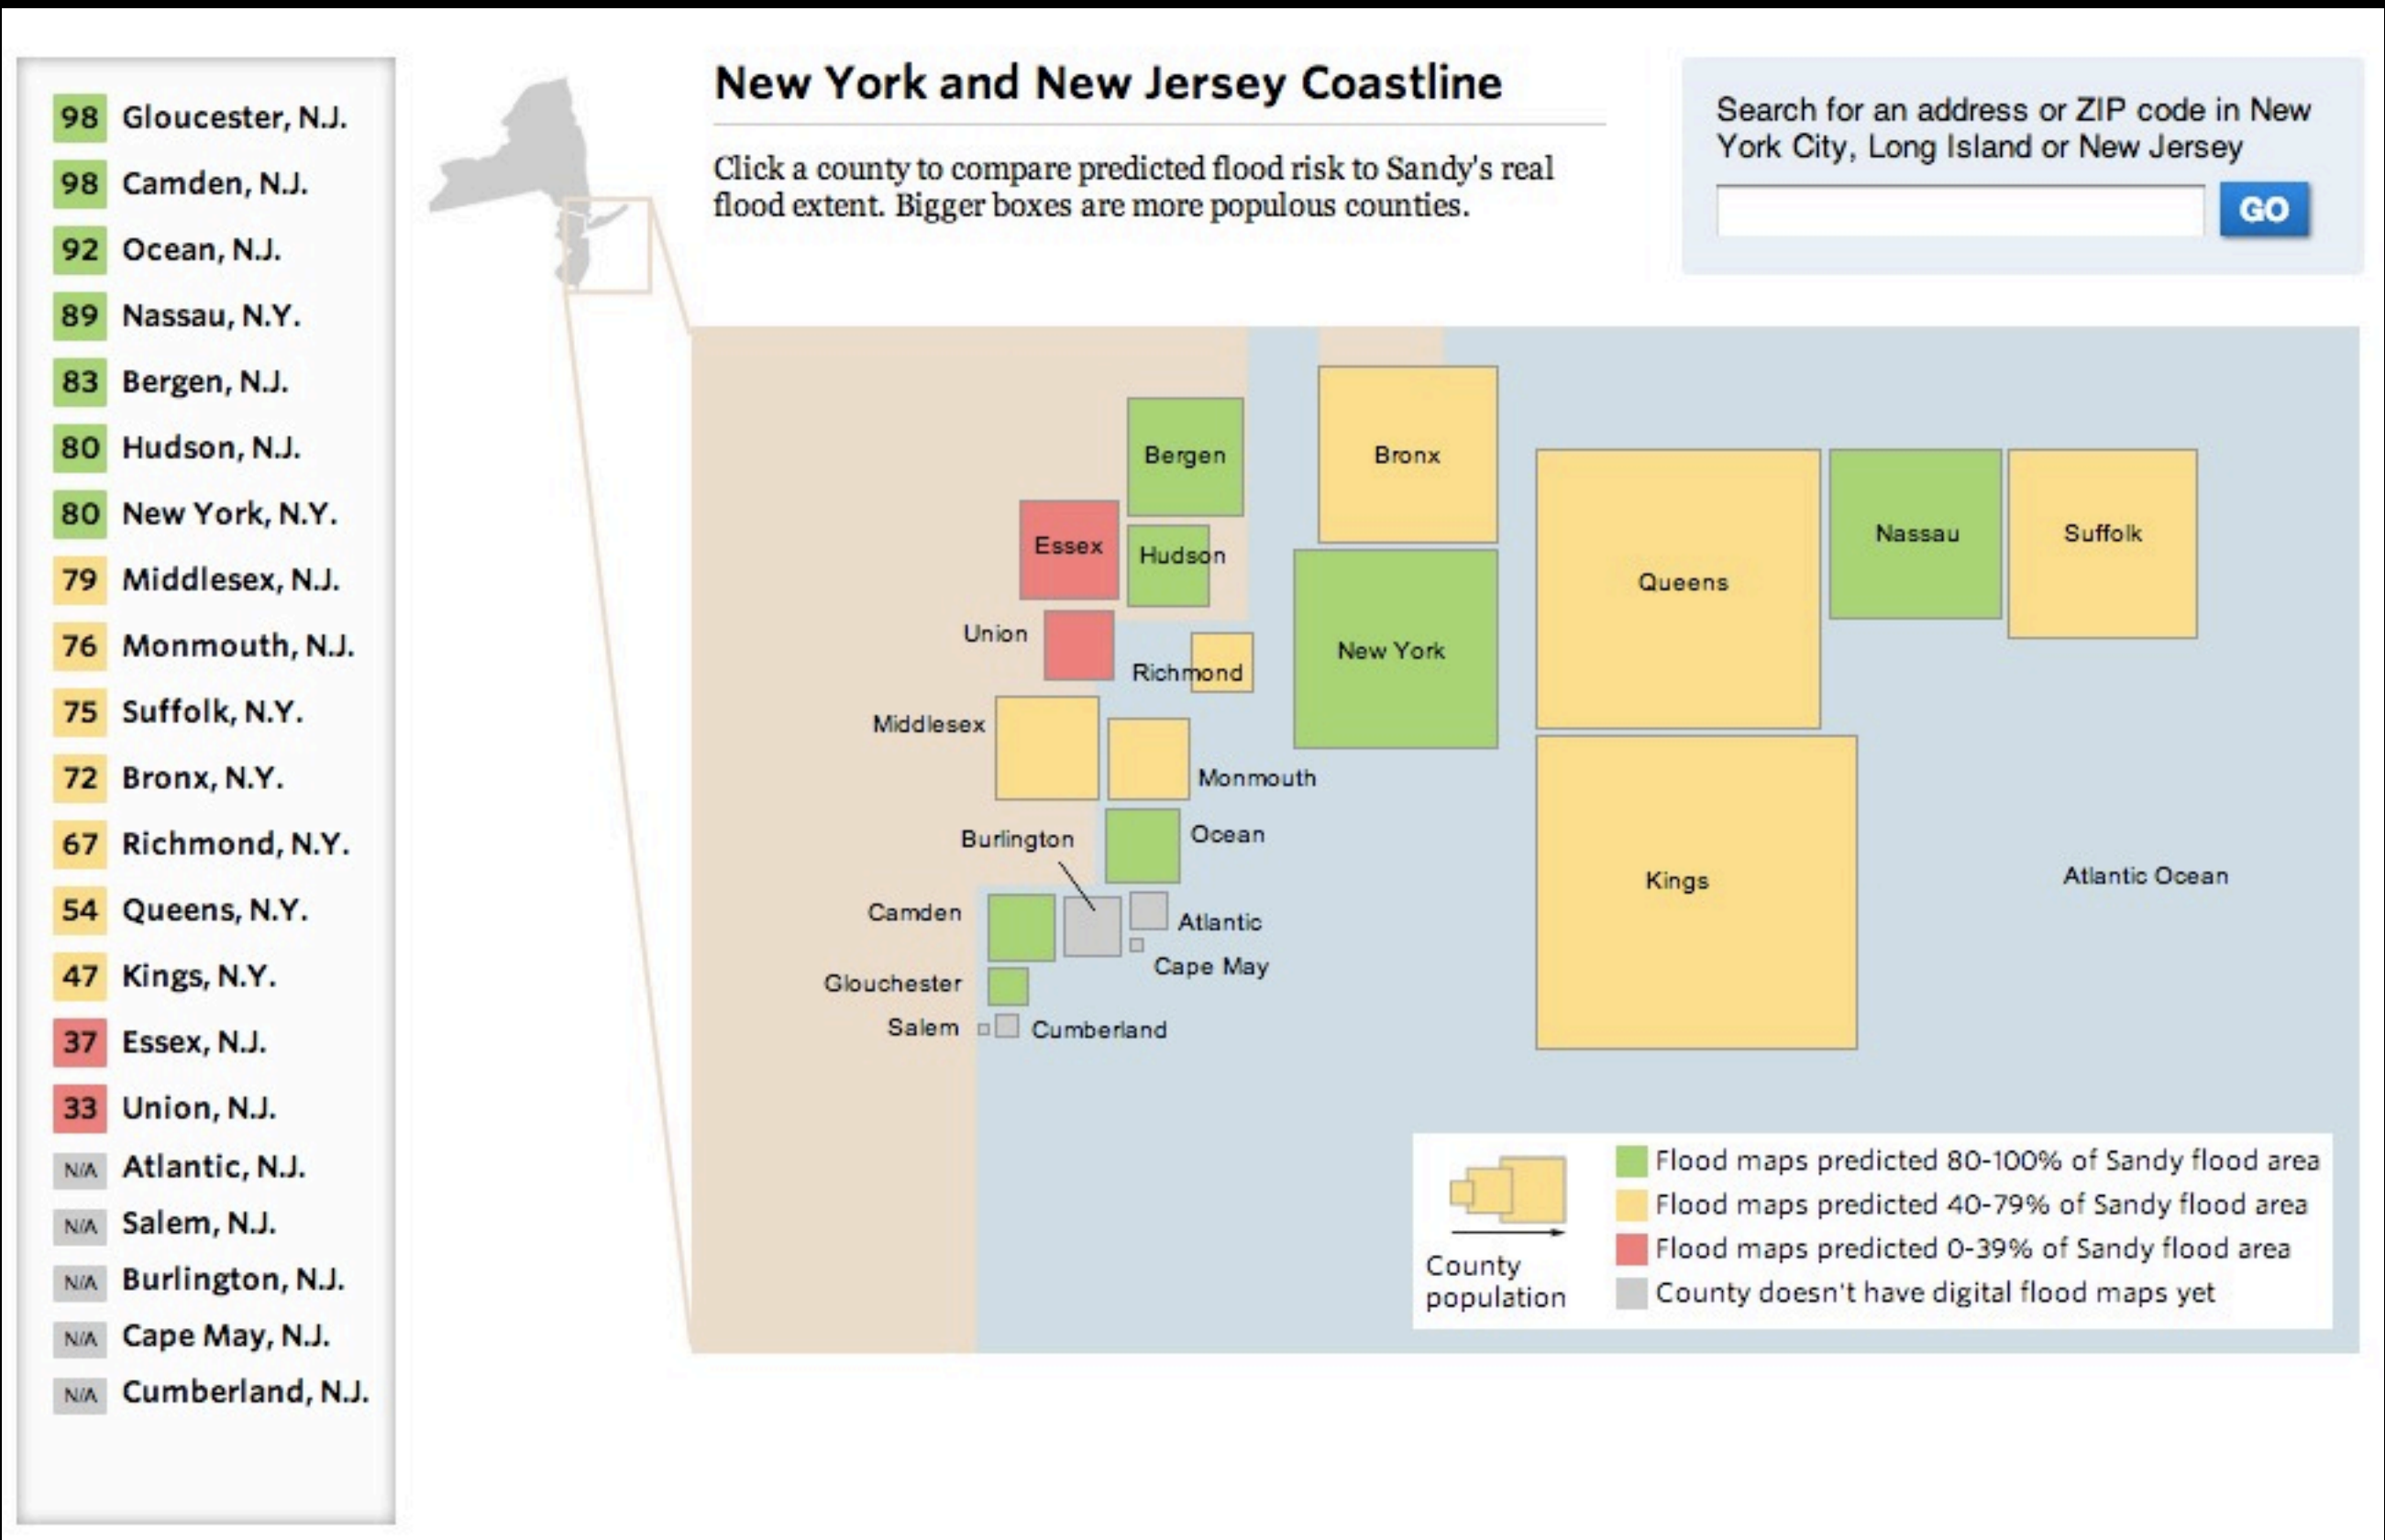 98 Gloucester, N.J.
98 Camden, N.J.
92 Ocean, N.J.
89 Nassau, N.Y.
83 Bergen, N.J.
80 Hudson, N.J.
80 New York, N.Y.
79 Middlesex, N.J.
76 Monmouth, N.J.
75 Suffolk, N.Y.
72 Bronx, N.Y.
67 Richmond, N.Y.
54 Queens, N.Y.
47 Kings, N.Y.
37 Essex, N.J.
33 Union, N.J.
N/A Atlantic, N.J.
N/A Salem, N.J.
N/A Burlington, N.J.
N/A Cape May, N.J.
N/A Cumberland, N.J.
New York and New Jersey Coastline
Click a county to compare predicted flood risk to Sandy's real
flood extent. Bigger boxes are more populous counties.
Search for an address or ZIP code in New
York City, Long Island or New Jersey
GO
Bergen
Bronx
Essex
Hudson
Queens
Nassau
Suffolk
Union
Richmond
New York
Middlesex
Monmouth
Burlington
Ocean
Kings
Atlantic Ocean
Camden
Atlantic
Cape May
Glouchester
Salem
Cumberland
County
population
Flood maps predicted 80-100% of Sandy flood area
Flood maps predicted 40-79% of Sandy flood area
Flood maps predicted 0-39% of Sandy flood area
County doesn't have digital flood maps yet